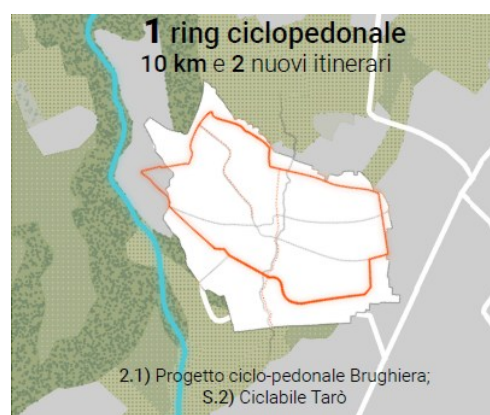 1 ring ciclopedonale
10 km e 2 nuovi itinerari
2.1) Progetto ciclo-pedonale Brughiera;
S.2) Ciclabile Tarò